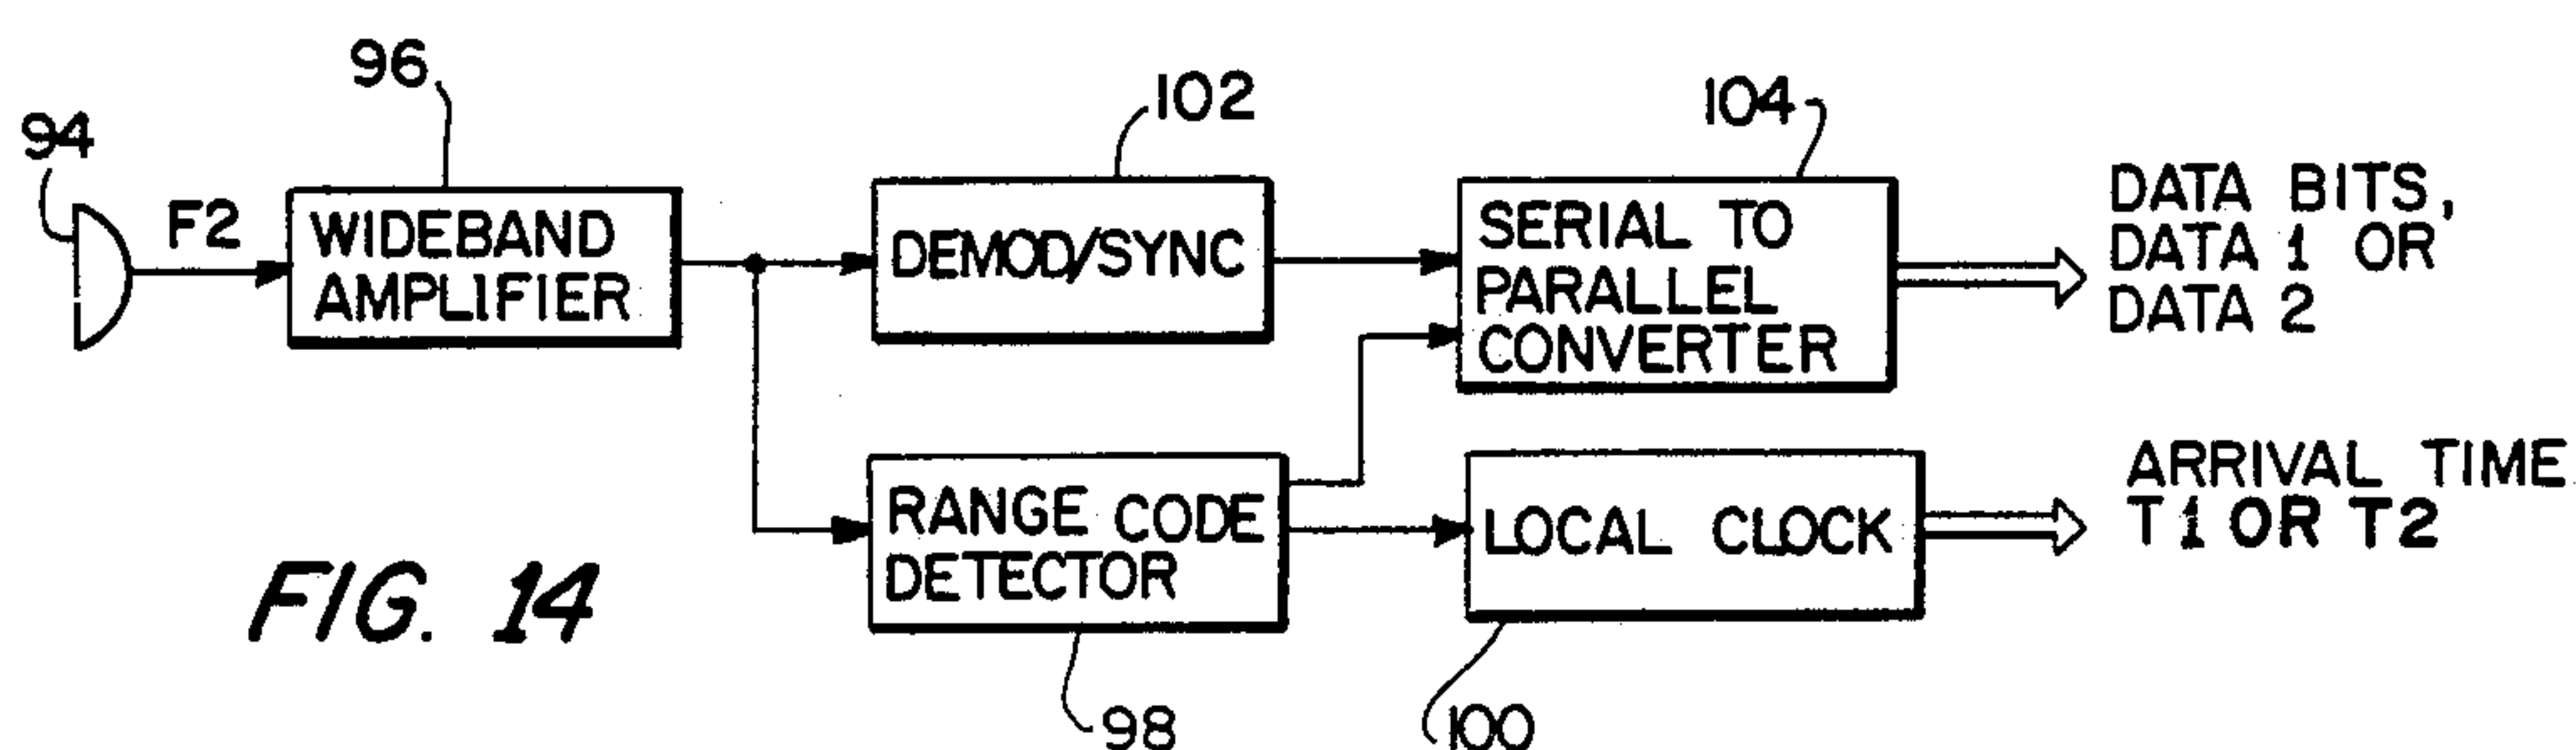 94
F2
96
WIDEBAND
AMPLIFIER
102
DEMOD/SYNC
104
SERIAL TO
PARALLEL
CONVERTER
DATA BITS,
DATA 1 OR
DATA 2
RANGE CODE
DETECTOR
98
LOCAL CLOCK
100
ARRIVAL TIME
T1 OR T2
FIG. 14